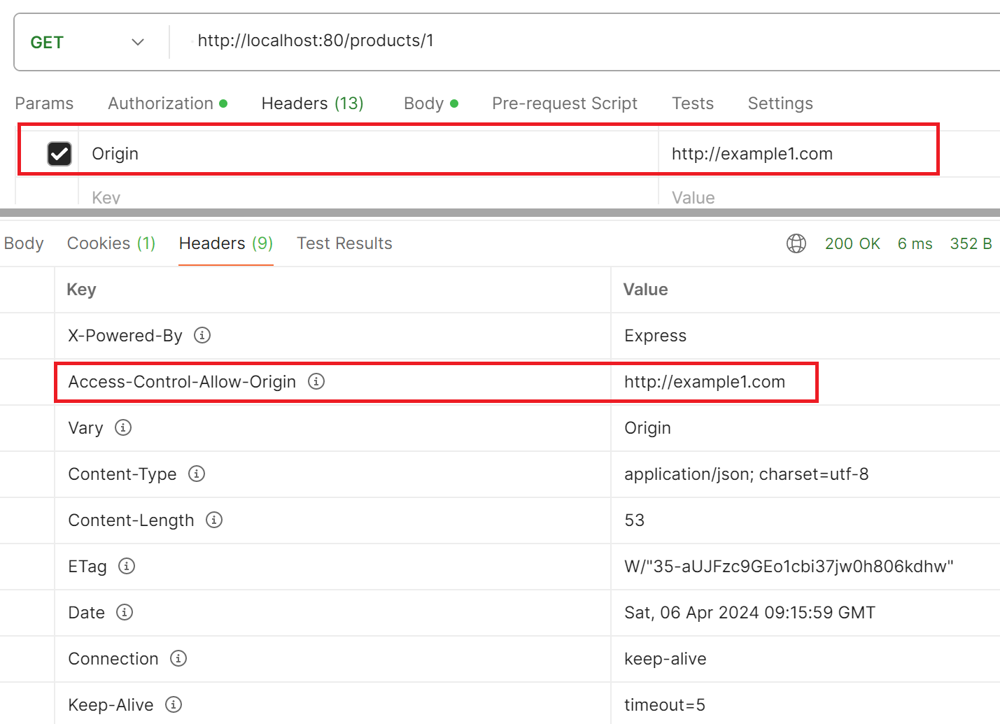 GET http://localhost:80/products/1
Params Authorization Headers (13) Body Pre-request Script Tests Settings
Origin http://example1.com
Key Value
Body Cookies (1) Headers (9) Test Results 200 OK 6 ms 352 B
Key Value
X-Powered-By Express
Access-Control-Allow-Origin http://example1.com
Vary Origin
Content-Type application/json; charset=utf-8
Content-Length 53
ETag W/"35-aUJFzc9GEo1cbi37jw0h806kdhw"
Date Sat, 06 Apr 2024 09:15:59 GMT
Connection keep-alive
Keep-Alive timeout=5